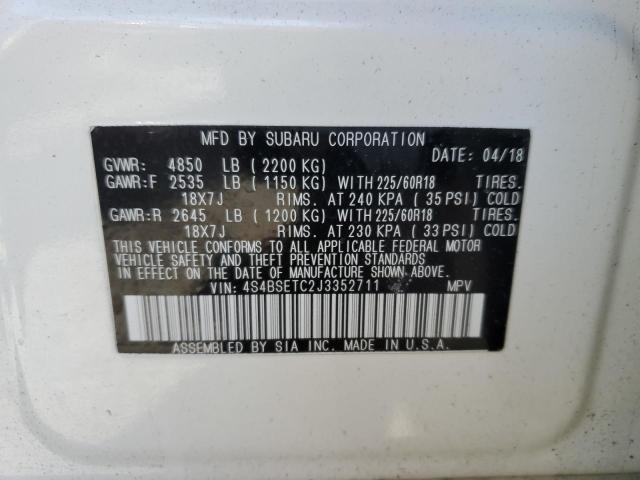 MFD BY SUBARU CORPORATION
DATE: 04/18
GVWR: 4850 LB (2200 KG)
GAWR:F 2535 LB (1150 KG) WITH 225/60R18 TIRES.
18X7J RIMS. AT 240 KPA (35 PSI) COLD
GAWR:R 2645 LB (1200 KG) WITH 225/60R18 TIRES.
18X7J RIMS. AT 230 KPA (33 PSI) COLD
THIS VEHICLE CONFORMS TO ALL APPLICABLE FEDERAL MOTOR
VEHICLE SAFETY AND THEFT PREVENTION STANDARDS
IN EFFECT ON THE DATE OF MANUFACTURE SHOWN ABOVE.
VIN: 4S4BSETC2J3352711 MPV
ASSEMBLED BY SIA INC. MADE IN U.S.A.